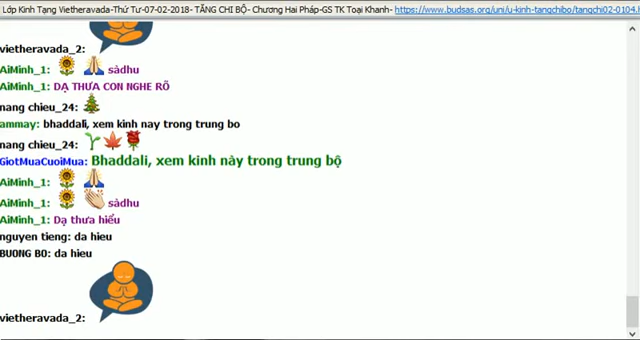 Lớp Kinh Tạng Vietheravada-Thứ Tư-07-02-2018- TĂNG CHI BỘ- Chương Hai Pháp-GS TK Toại Khanh- https://www.budsas.org/uni/u-kinh-tangchibo/tangchi02-0104.h
vietheravada_2:
AiMinh_1: sàdhu
AiMinh_1: DẠ THƯA CON NGHE RÕ
nang chieu_24:
ammay: bhaddali, xem kinh nay trong trung bo
nang chieu_24:
GiotMuaCuoiMua: Bhaddali, xem kinh này trong trung bộ
AiMinh_1:
AiMinh_1: sàdhu
AiMinh_1: Dạ thưa hiểu
nguyen tieng: da hieu
BUONG BO: da hieu
vietheravada_2: